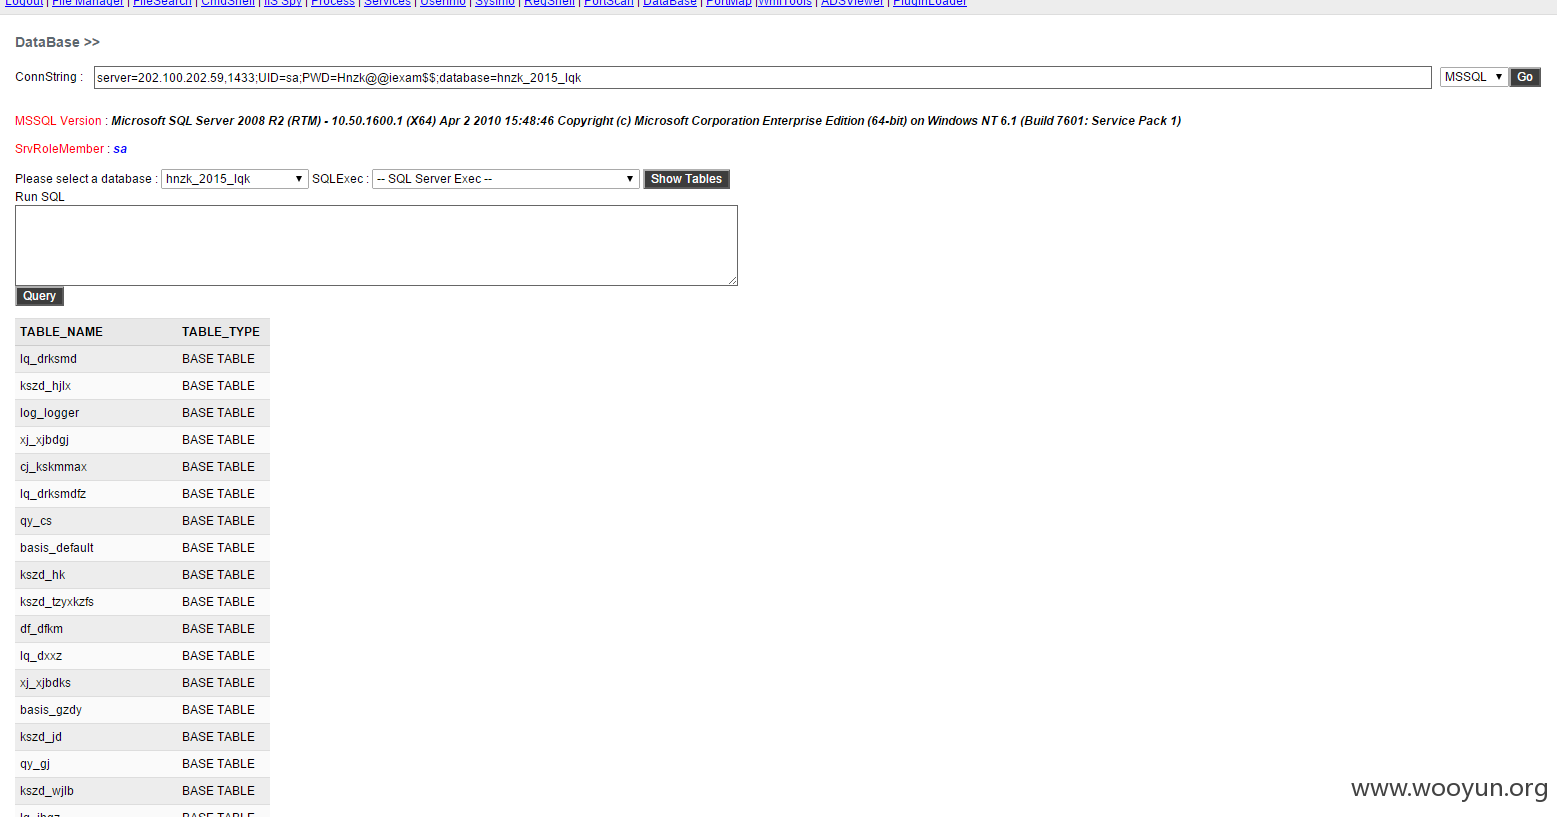 Logout | File Manager | FileSearch | CmdShell | IIS Spy | Process | Services | UserInfo | SysInfo | RegShell | PortScan | DataBase | PortMap |WmiTools | ADSViewer | PluginLoader
DataBase >>
ConnString : server=202.100.202.59,1433;UID=sa;PWD=Hnzk@@iexam$$;database=hnzk_2015_lqk MSSQL Go
MSSQL Version : Microsoft SQL Server 2008 R2 (RTM) - 10.50.1600.1 (X64) Apr 2 2010 15:48:46 Copyright (c) Microsoft Corporation Enterprise Edition (64-bit) on Windows NT 6.1 (Build 7601: Service Pack 1)
SrvRoleMember : sa
Please select a database : hnzk_2015_lqk SQLExec : -- SQL Server Exec -- Show Tables
Run SQL
Query
TABLE_NAME TABLE_TYPE
lq_drksmd BASE TABLE
kszd_hjlx BASE TABLE
log_logger BASE TABLE
xj_xjbdgj BASE TABLE
cj_kskmmax BASE TABLE
lq_drksmdfz BASE TABLE
qy_cs BASE TABLE
basis_default BASE TABLE
kszd_hk BASE TABLE
kszd_tzyxkzfs BASE TABLE
df_dfkm BASE TABLE
lq_dxxz BASE TABLE
xj_xjbdks BASE TABLE
basis_gzdy BASE TABLE
kszd_jd BASE TABLE
qy_gj BASE TABLE
kszd_wjlb BASE TABLE
BASE TABLE
www.wooyun.org